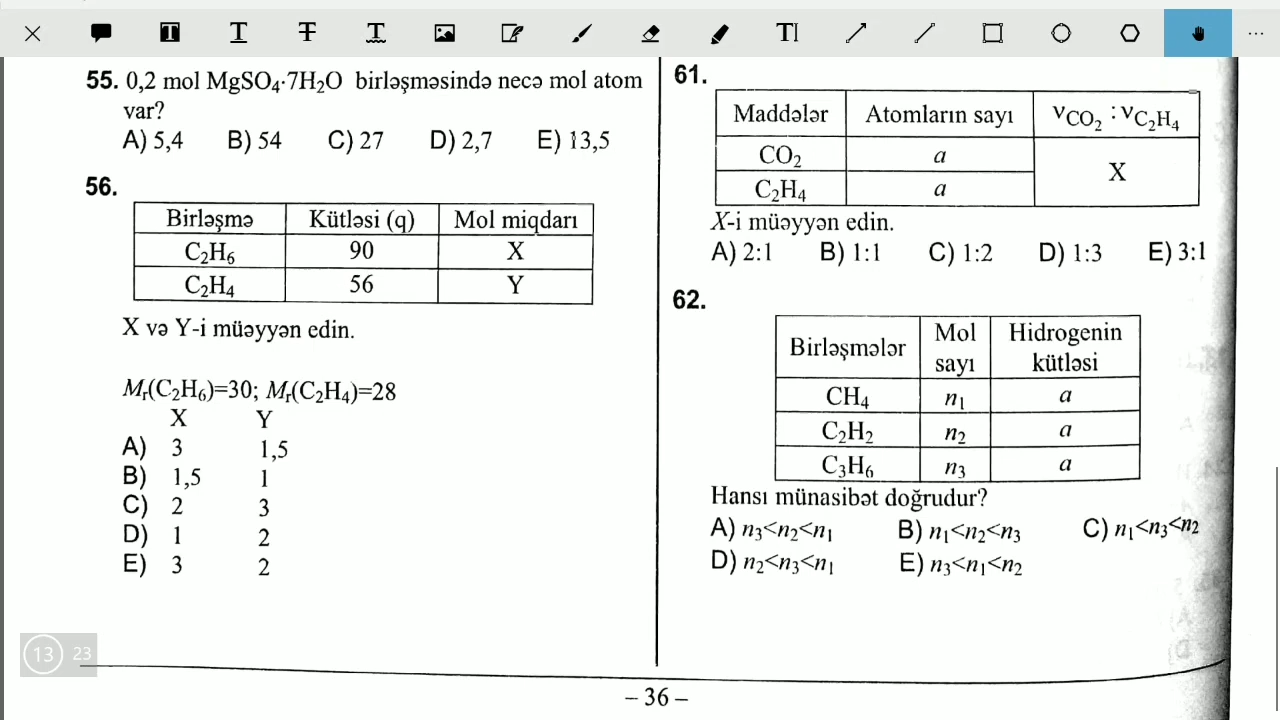 55. 0,2 mol MgSO₄·7H₂O birləşməsində necə mol atom
var?
A) 5,4 B) 54 C) 27 D) 2,7 E) 13,5
56.
Birləşmə Kütləsi (q) Mol miqdarı
C₂H₆ 90 X
C₂H₄ 56 Y
X və Y-i müəyyən edin.
Mᵣ(C₂H₆)=30; Mᵣ(C₂H₄)=28
X Y
A) 3 1,5
B) 1,5 1
C) 2 3
D) 1 2
E) 3 2
13 23
61.
Maddələr Atomların sayı νCO₂ : νC₂H₄
CO₂ a X
C₂H₄ a
X-i müəyyən edin.
A) 2:1 B) 1:1 C) 1:2 D) 1:3 E) 3:1
62.
Birləşmələr Mol sayı Hidrogenin kütləsi
CH₄ n₁ a
C₂H₂ n₂ a
C₃H₆ n₃ a
Hansı münasibət doğrudur?
A) n₃<n₂<n₁ B) n₁<n₂<n₃ C) n₁<n₃<n₂
D) n₂<n₃<n₁ E) n₃<n₁<n₂
– 36 –